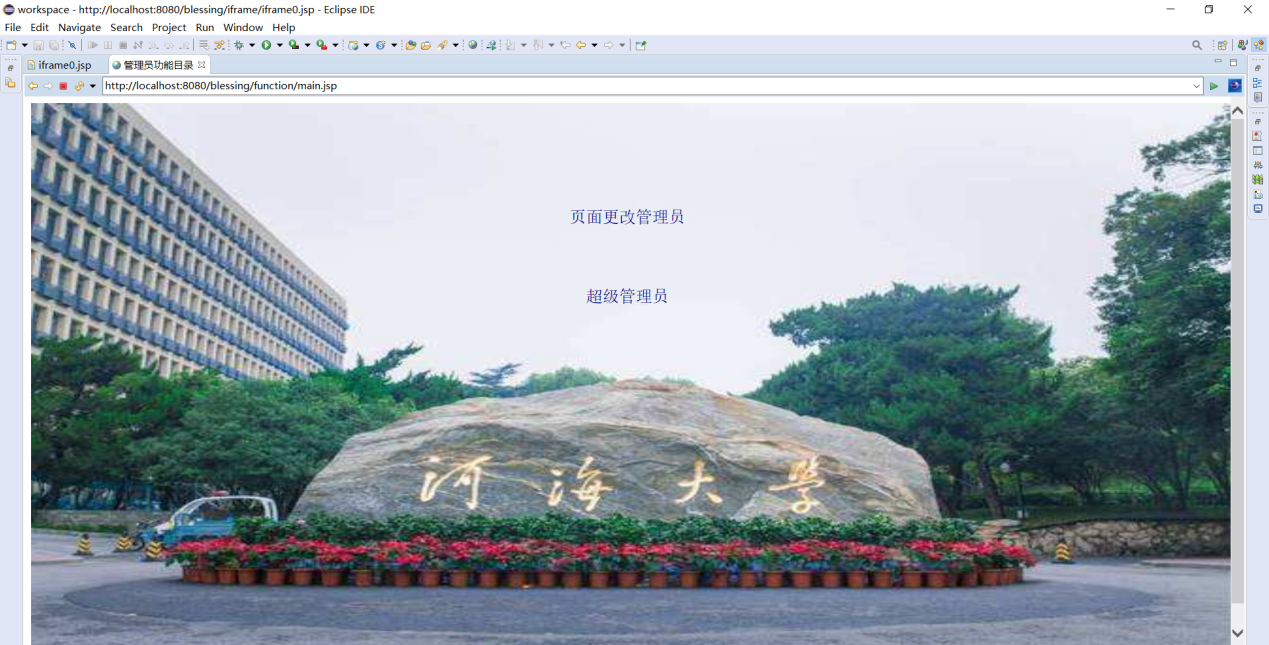 workspace - http://localhost:8080/blessing/iframe/iframe0.jsp - Eclipse IDE
File Edit Navigate Search Project Run Window Help
iframe0.jsp 管理员功能目录
http://localhost:8080/blessing/function/main.jsp
页面更改管理员
超级管理员
河海大學